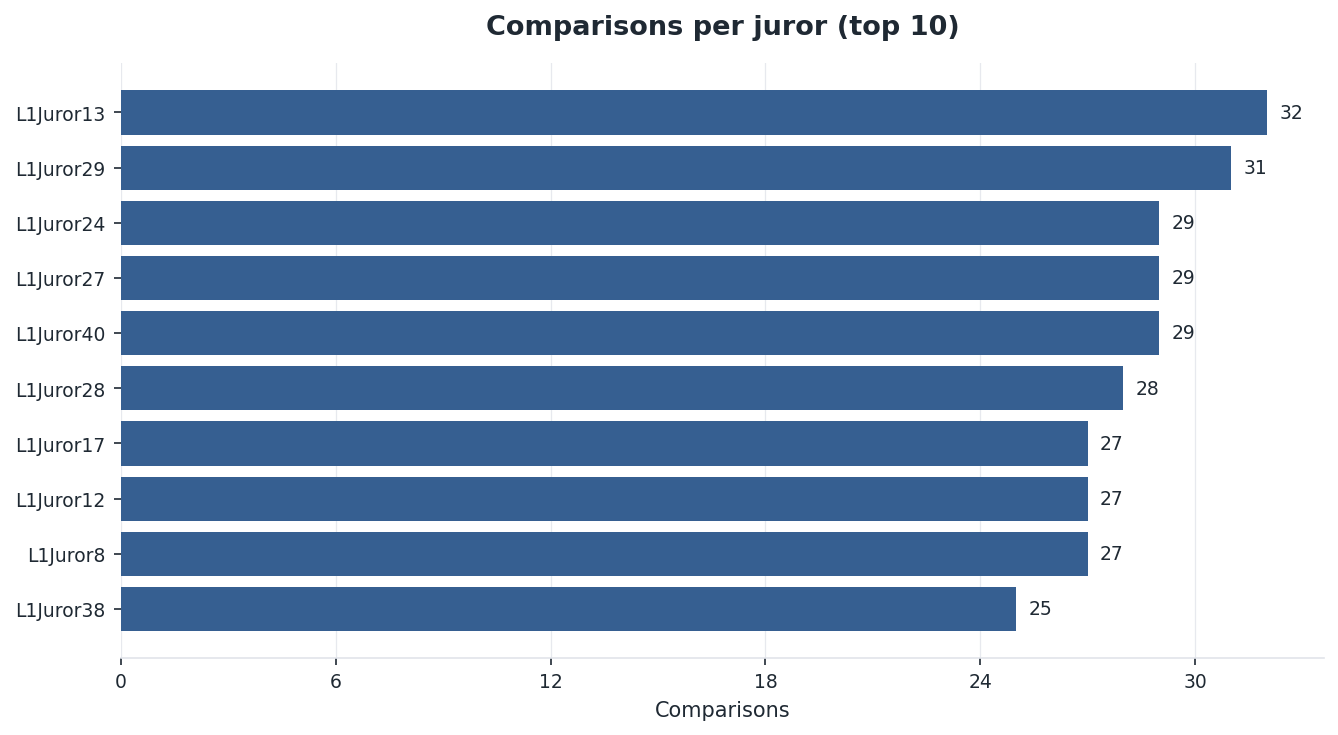 Comparisons per juror (top 10)
L1Juror13 32
L1Juror29 31
L1Juror24 29
L1Juror27 29
L1Juror40 29
L1Juror28 28
L1Juror17 27
L1Juror12 27
L1Juror8 27
L1Juror38 25
0 6 12 18 24 30
Comparisons